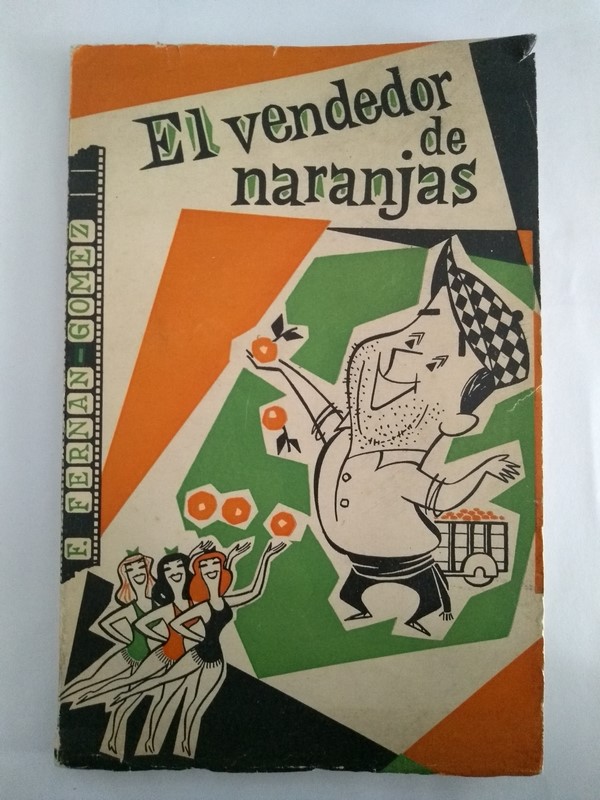 El vendedor
de
naranjas
F. FERNAN-GOMEZ